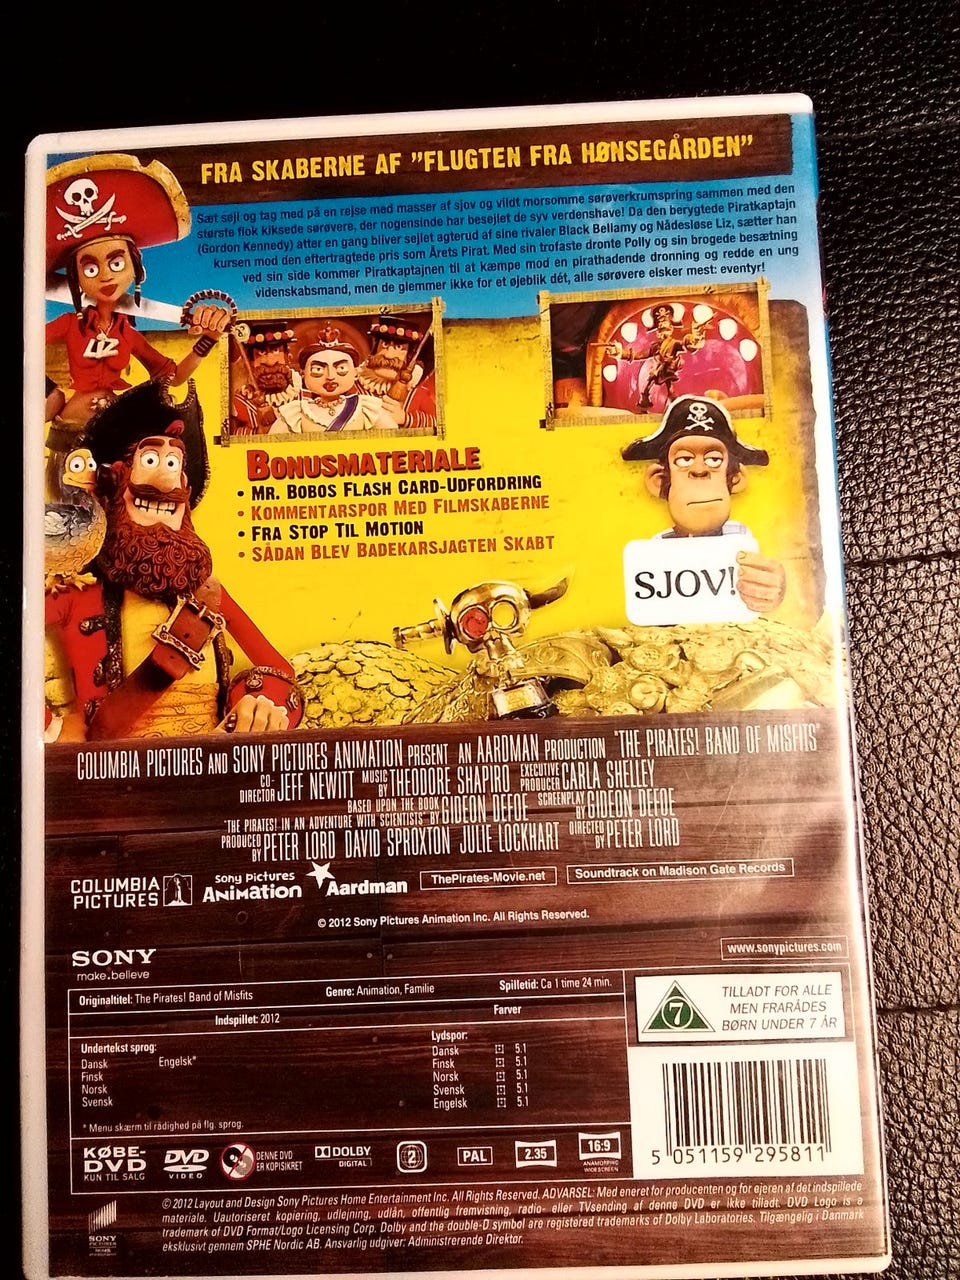 FRA SKABERNE AF "FLUGTEN FRA HØNSEGÅRDEN"
Sæt sejl og tag med på en rejse med masser af sjov og vildt morsomme sørøverkrumspring sammen med den
største flok kiksede sørøvere, der nogensinde har besejlet de syv verdenshave! Da den berygtede Piratkaptajn
(Gordon Kennedy) atter en gang bliver sejlet agterud af sine rivaler Black Bellamy og Nådesløse Liz, sætter han
kursen mod den eftertragtede pris som Årets Pirat. Med sin trofaste dronte Polly og sin brogede besætning
ved sin side kommer Piratkaptajnen til at kæmpe mod en pirathadende dronning og redde en ung
videnskabsmand, men de glemmer ikke for et øjeblik dét, alle sørøvere elsker mest: eventyr!
LIZ
BONUSMATERIALE
• MR. BOBOS FLASH CARD-UDFORDRING
• KOMMENTARSPOR MED FILMSKABERNE
• FRA STOP TIL MOTION
• SÅDAN BLEV BADEKARSJAGTEN SKABT
SJOV!
COLUMBIA PICTURES AND SONY PICTURES ANIMATION PRESENT AN AARDMAN PRODUCTION "THE PIRATES! BAND OF MISFITS"
CO-DIRECTOR JEFF NEWITT MUSIC BY THEODORE SHAPIRO EXECUTIVE PRODUCER CARLA SHELLEY
BASED UPON THE BOOK "THE PIRATES! IN AN ADVENTURE WITH SCIENTISTS" BY GIDEON DEFOE SCREENPLAY BY GIDEON DEFOE
PRODUCED BY PETER LORD DAVID SPROXTON JULIE LOCKHART DIRECTED BY PETER LORD
COLUMBIA PICTURES
Sony Pictures Animation
Aardman
ThePirates-Movie.net
Soundtrack on Madison Gate Records
© 2012 Sony Pictures Animation Inc. All Rights Reserved.
SONY
make.believe
www.sonypictures.com
Originaltitel: The Pirates! Band of Misfits Genre: Animation, Familie Spilletid: Ca 1 time 24 min.
Indspillet: 2012 Farver
Undertekst sprog: Lydspor:
Dansk Engelsk* Dansk 5.1
Finsk Finsk 5.1
Norsk Norsk 5.1
Svensk Svensk 5.1
Engelsk 5.1
* Menu skærm til rådighed på flg. sprog.
7
TILLADT FOR ALLE
MEN FRARÅDES
BØRN UNDER 7 ÅR
KØBE-
DVD
KUN TIL SALG
DVD
VIDEO
DENNE DVD
ER KOPISIKRET
DOLBY
DIGITAL
2
PAL
2.35
16:9
ANAMORPHIC
WIDESCREEN
5 051159 295811
SONY
PICTURES
© 2012 Layout and Design Sony Pictures Home Entertainment Inc. All Rights Reserved. ADVARSEL: Med eneret for producenten og for ejeren af det indspillede
materiale. Uautoriseret kopiering, udlejning, udlån, offentlig fremvisning, radio- eller TVsending af denne DVD er ikke tilladt. DVD Logo is a
trademark of DVD Format/Logo Licensing Corp. Dolby and the double-D symbol are registered trademarks of Dolby Laboratories. Tilgængelig i Danmark
eksklusivt gennem SPHE Nordic AB. Ansvarlig udgiver: Administrerende Direktør.